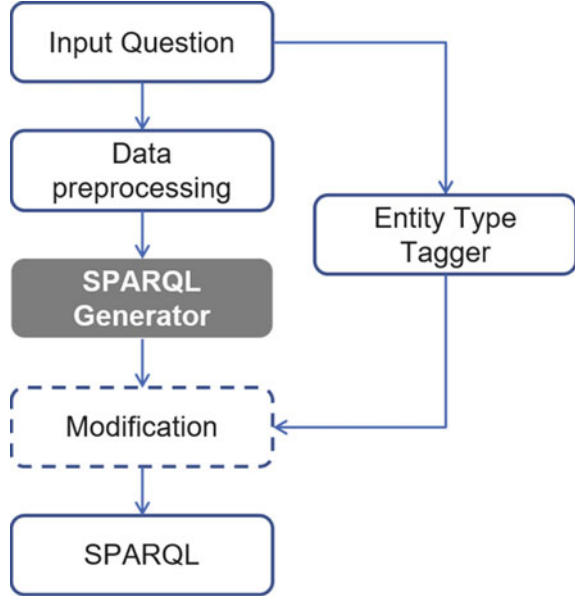 Input Question
Data
preprocessing
Entity Type
Tagger
SPARQL
Generator
Modification
SPARQL